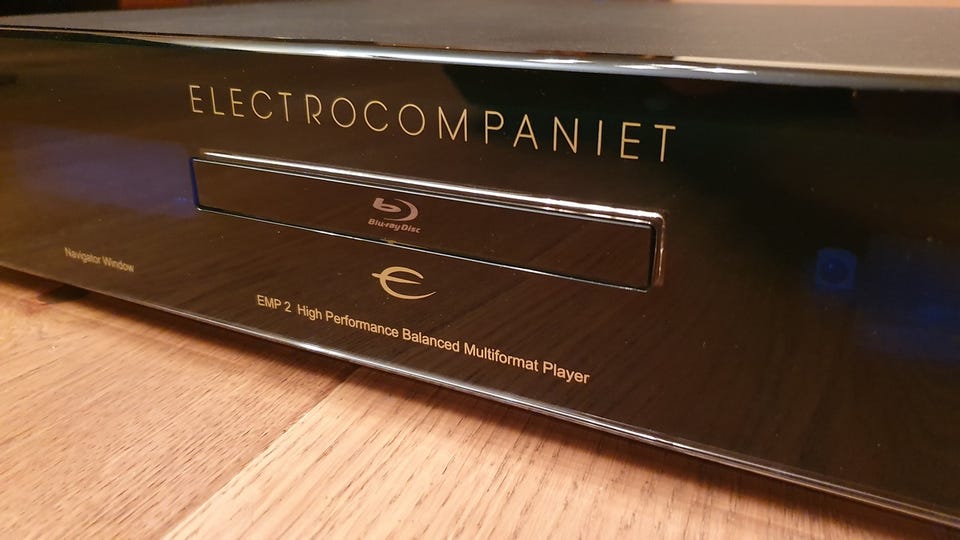 ELECTROCOMPANIET
Blu-ray Disc
Navigator Window
EMP 2 High Performance Balanced Multiformat Player